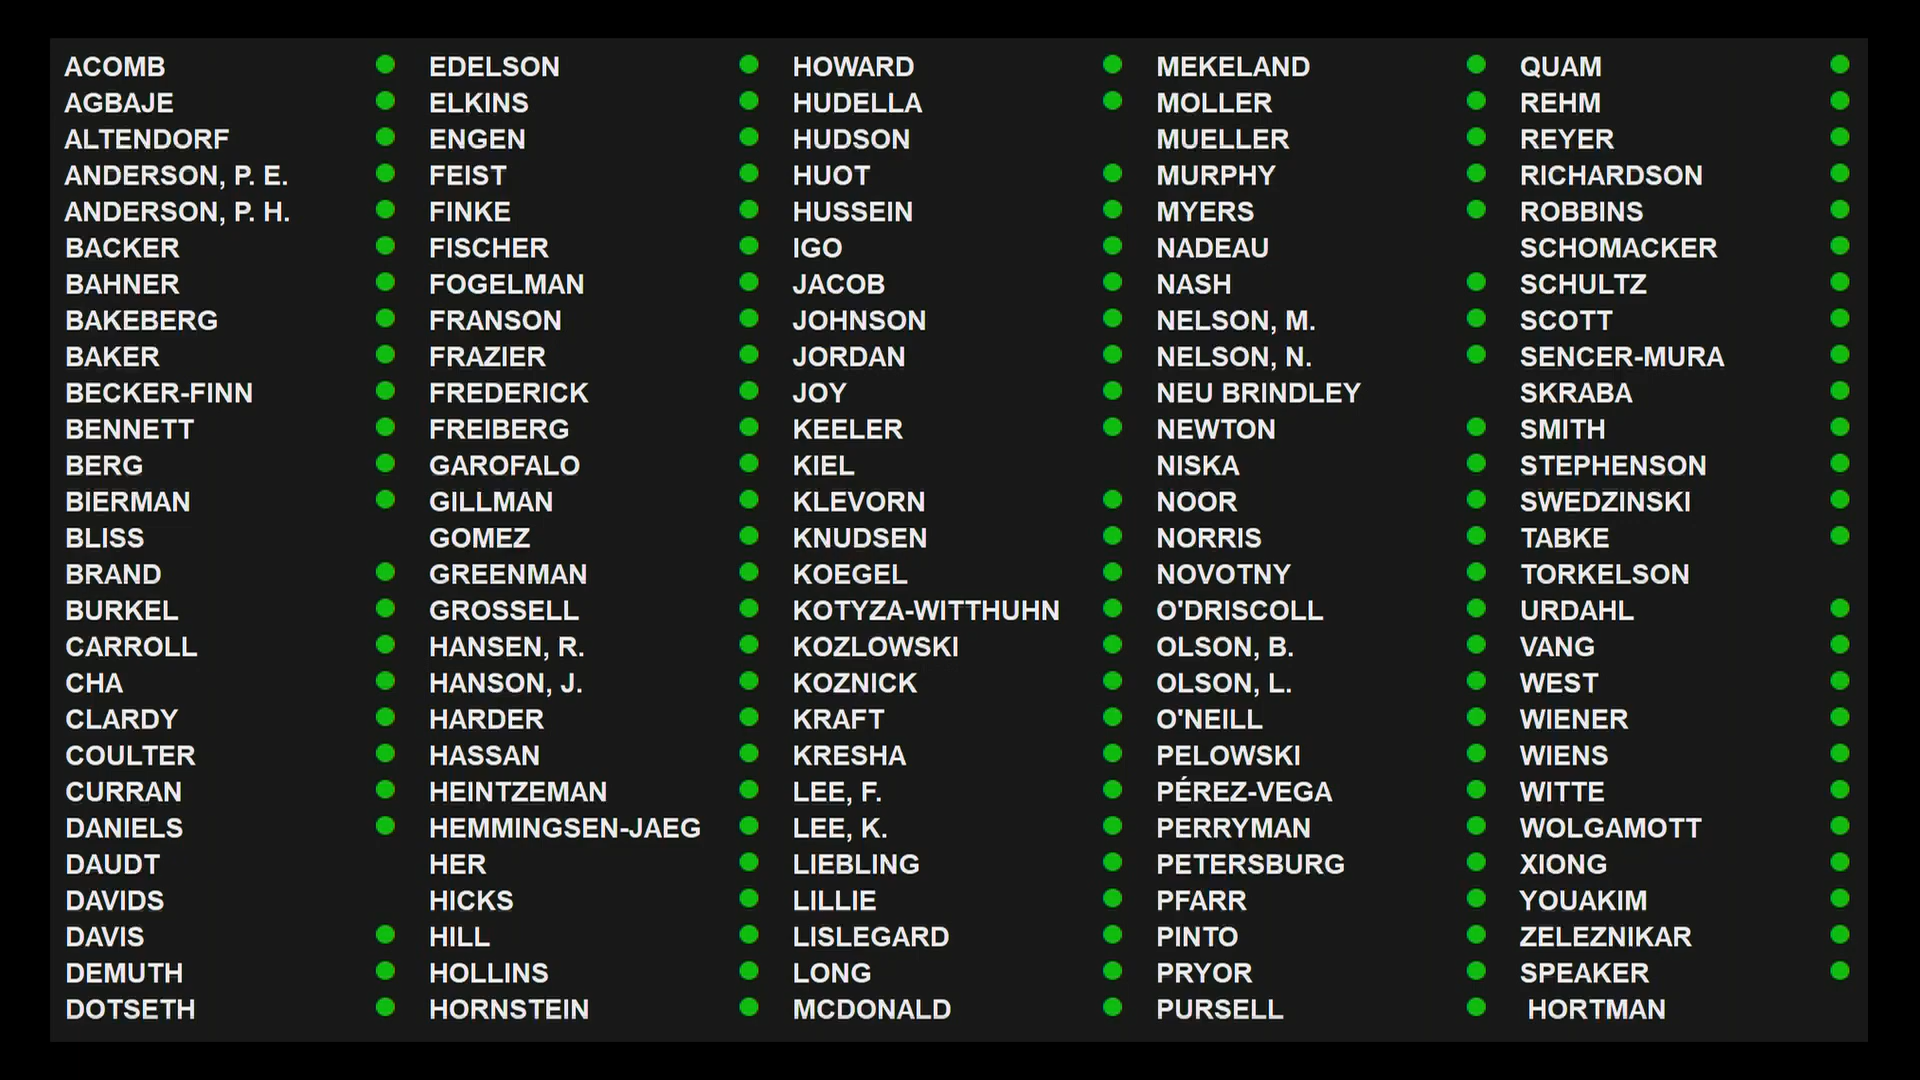 ACOMB
AGBAJE
ALTENDORF
ANDERSON, P. E.
ANDERSON, P. H.
BACKER
BAHNER
BAKEBERG
BAKER
BECKER-FINN
BENNETT
BERG
BIERMAN
BLISS
BRAND
BURKEL
CARROLL
CHA
CLARDY
COULTER
CURRAN
DANIELS
DAUDT
DAVIDS
DAVIS
DEMUTH
DOTSETH
EDELSON
ELKINS
ENGEN
FEIST
FINKE
FISCHER
FOGELMAN
FRANSON
FRAZIER
FREDERICK
FREIBERG
GAROFALO
GILLMAN
GOMEZ
GREENMAN
GROSSELL
HANSEN, R.
HANSON, J.
HARDER
HASSAN
HEINTZEMAN
HEMMINGSEN-JAEG
HER
HICKS
HILL
HOLLINS
HORNSTEIN
HOWARD
HUDELLA
HUDSON
HUOT
HUSSEIN
IGO
JACOB
JOHNSON
JORDAN
JOY
KEELER
KIEL
KLEVORN
KNUDSEN
KOEGEL
KOTYZA-WITTHUHN
KOZLOWSKI
KOZNICK
KRAFT
KRESHA
LEE, F.
LEE, K.
LIEBLING
LILLIE
LISLEGARD
LONG
MCDONALD
MEKELAND
MOLLER
MUELLER
MURPHY
MYERS
NADEAU
NASH
NELSON, M.
NELSON, N.
NEU BRINDLEY
NEWTON
NISKA
NOOR
NORRIS
NOVOTNY
O'DRISCOLL
OLSON, B.
OLSON, L.
O'NEILL
PELOWSKI
PÉREZ-VEGA
PERRYMAN
PETERSBURG
PFARR
PINTO
PRYOR
PURSELL
QUAM
REHM
REYER
RICHARDSON
ROBBINS
SCHOMACKER
SCHULTZ
SCOTT
SENCER-MURA
SKRABA
SMITH
STEPHENSON
SWEDZINSKI
TABKE
TORKELSON
URDAHL
VANG
WEST
WIENER
WIENS
WITTE
WOLGAMOTT
XIONG
YOUAKIM
ZELEZNIKAR
SPEAKER
HORTMAN